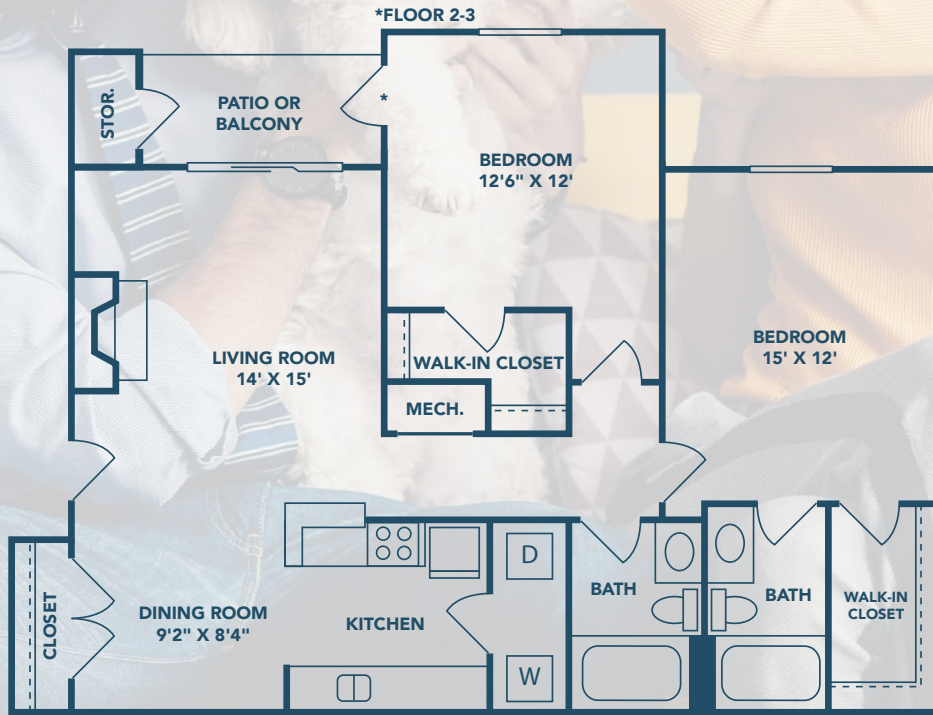 *FLOOR 2-3
STOR.
PATIO OR
BALCONY
*
BEDROOM
12'6" X 12'
LIVING ROOM
14' X 15'
WALK-IN CLOSET
MECH.
BEDROOM
15' X 12'
CLOSET
DINING ROOM
9'2" X 8'4"
KITCHEN
D
W
BATH
BATH
WALK-IN
CLOSET